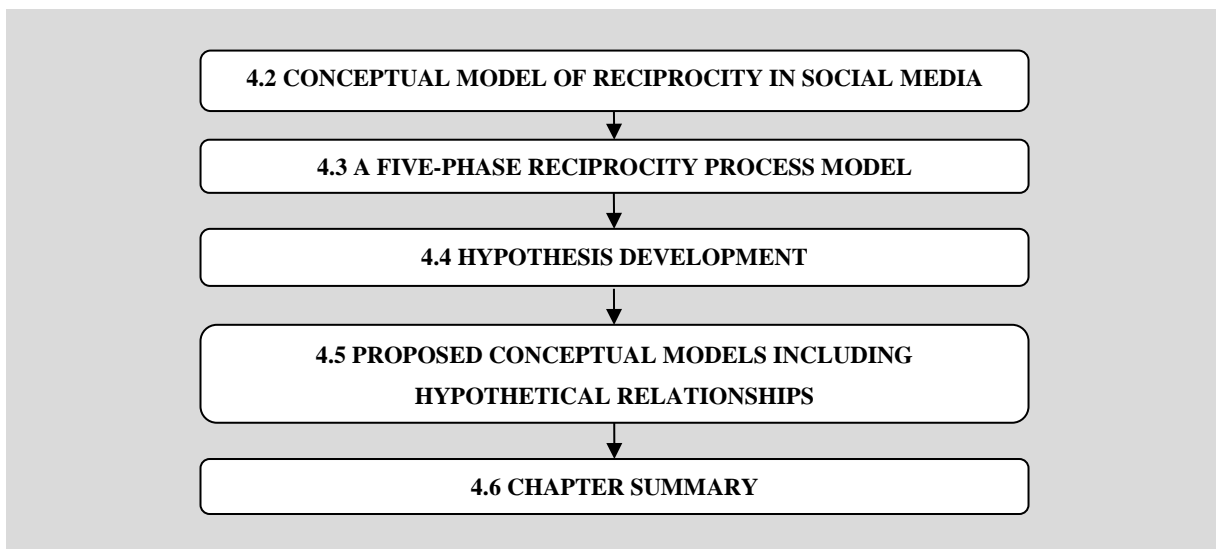 4.2 CONCEPTUAL MODEL OF RECIPROCITY IN SOCIAL MEDIA
4.3 A FIVE-PHASE RECIPROCITY PROCESS MODEL
4.4 HYPOTHESIS DEVELOPMENT
4.5 PROPOSED CONCEPTUAL MODELS INCLUDING
HYPOTHETICAL RELATIONSHIPS
4.6 CHAPTER SUMMARY